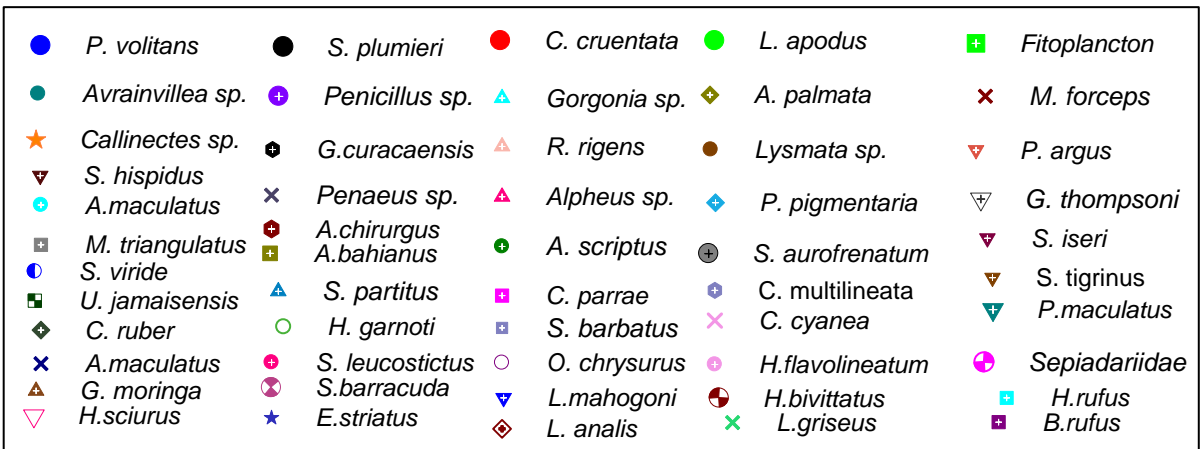 P. volitans
S. plumieri
C. cruentata
L. apodus
Fitoplancton
Avrainvillea sp.
Penicillus sp.
Gorgonia sp.
A. palmata
M. forceps
Callinectes sp.
G.curacaensis
R. rigens
Lysmata sp.
P. argus
S. hispidus
Penaeus sp.
Alpheus sp.
P. pigmentaria
G. thompsoni
A.maculatus
A.chirurgus
M. triangulatus
A.bahianus
A. scriptus
S. aurofrenatum
S. iseri
S. viride
S. partitus
C. parrae
C. multilineata
S. tigrinus
U. jamaisensis
H. garnoti
S. barbatus
C. cyanea
P.maculatus
C. ruber
A.maculatus
S. leucostictus
O. chrysurus
H.flavolineatum
Sepiadariidae
G. moringa
S.barracuda
L.mahogoni
H.bivittatus
H.rufus
H.sciurus
E.striatus
L. analis
L.griseus
B.rufus